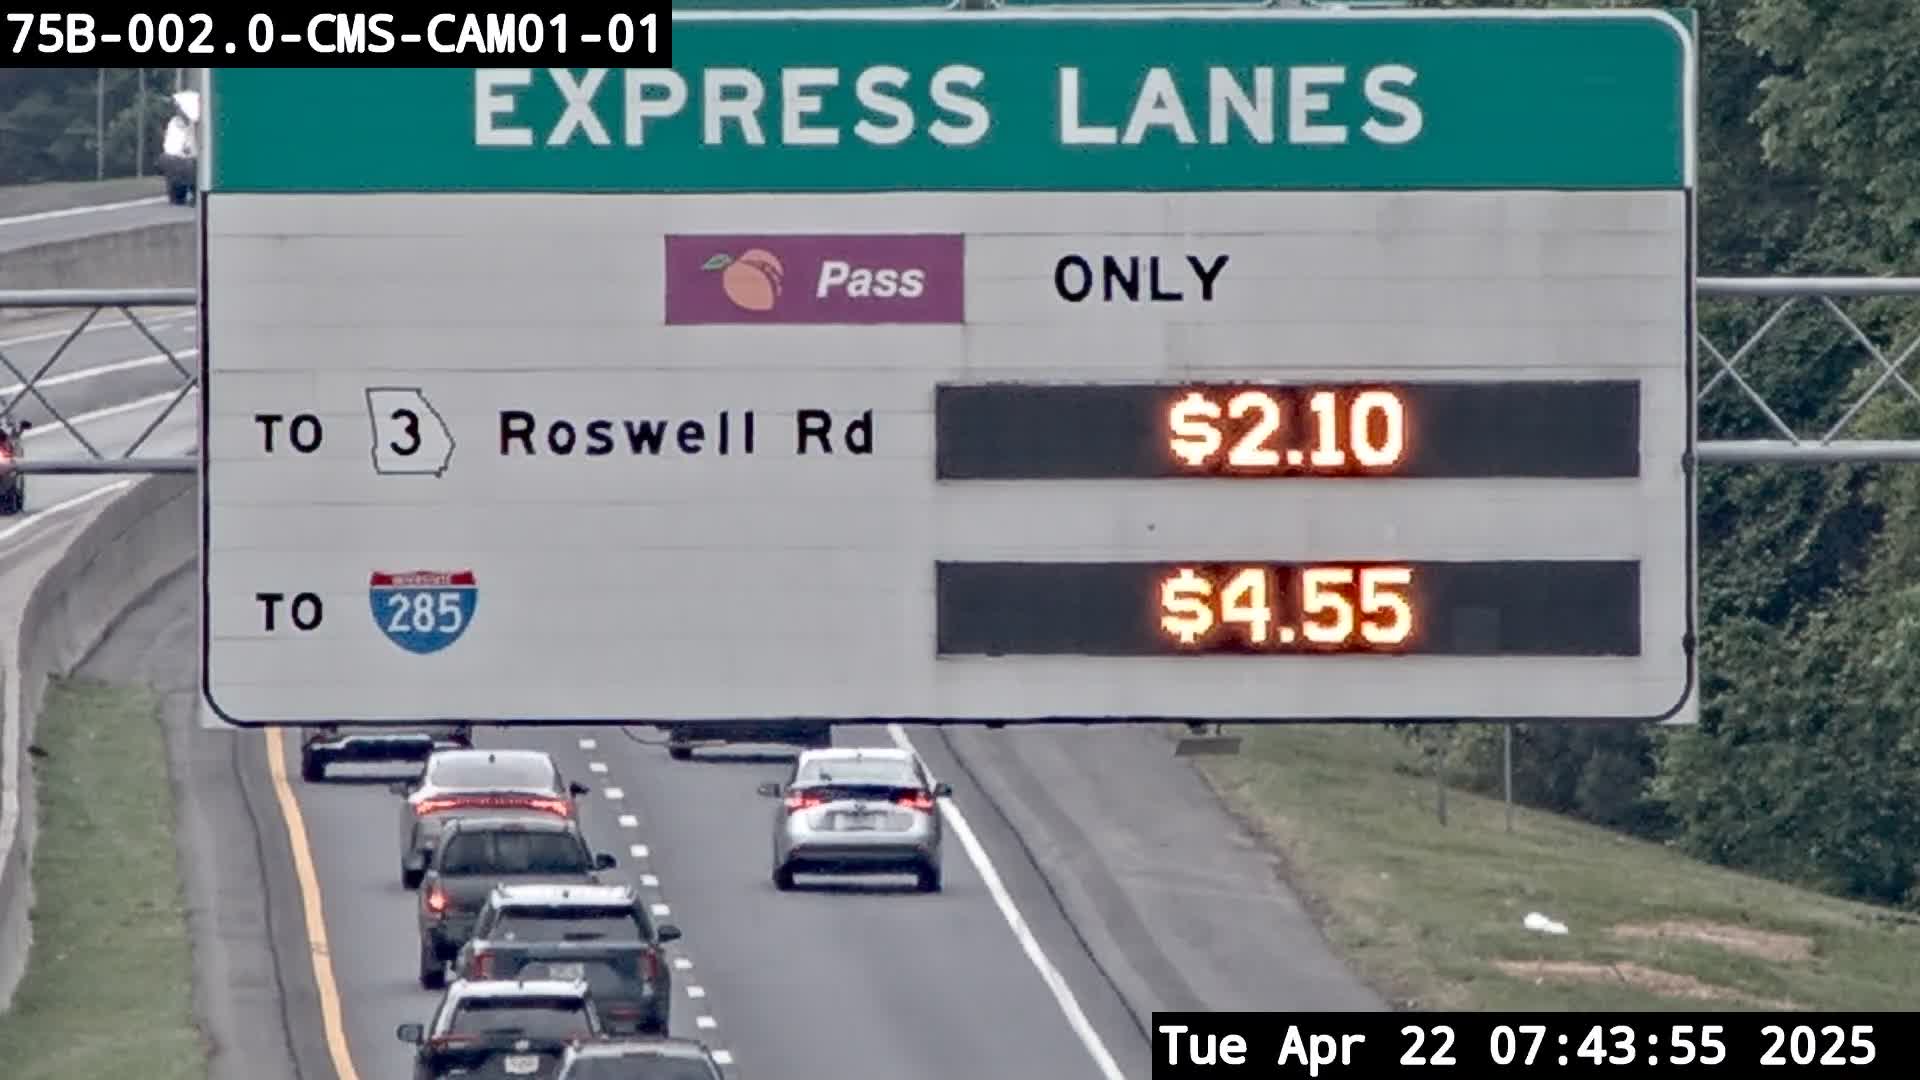 75B-002.0-CMS-CAM01-01
EXPRESS LANES
Pass ONLY
TO 3 Roswell Rd $2.10
TO INTERSTATE 285 $4.55
Tue Apr 22 07:43:55 2025